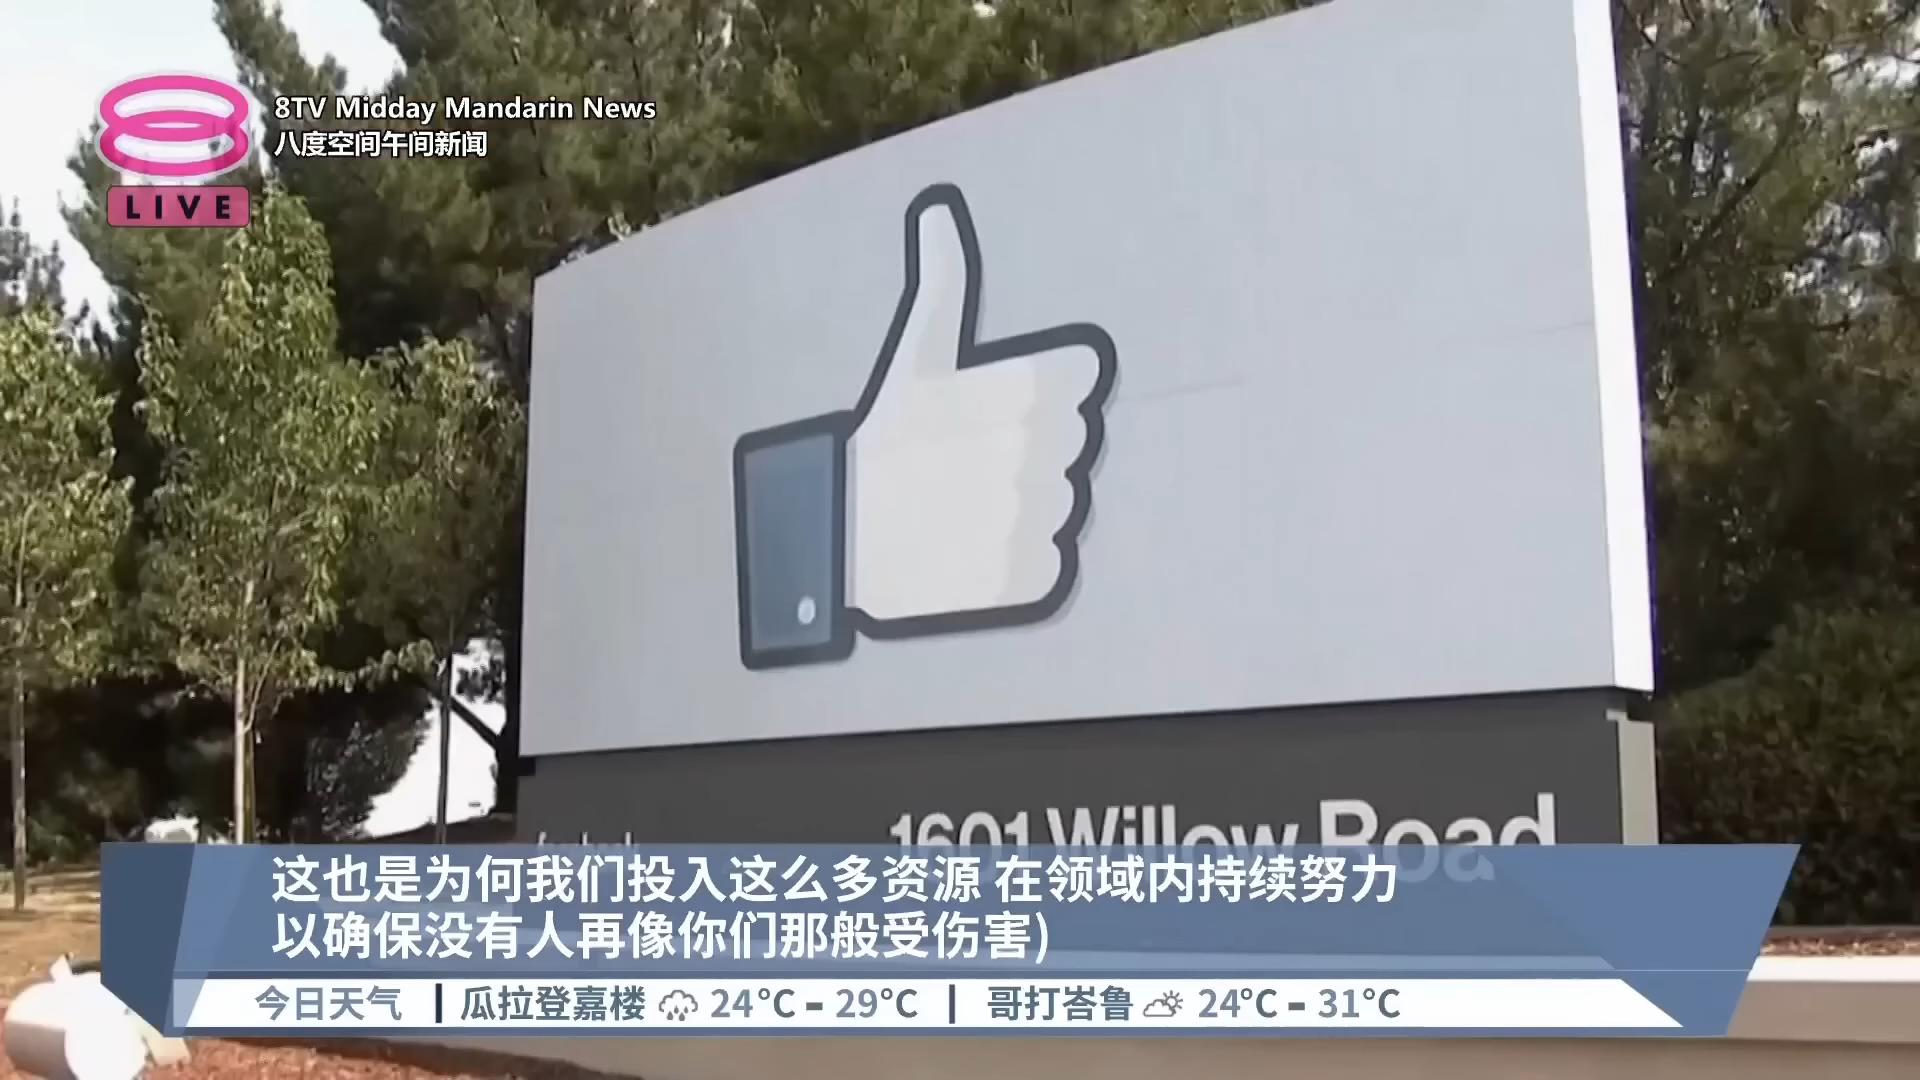 8TV Midday Mandarin News
八度空间午间新闻
LIVE
1601 Willow Road
这也是为何我们投入这么多资源 在领域内持续努力
以确保没有人再像你们那般受伤害)
今日天气 | 瓜拉登嘉楼 24°C - 29°C | 哥打峇鲁 24°C - 31°C